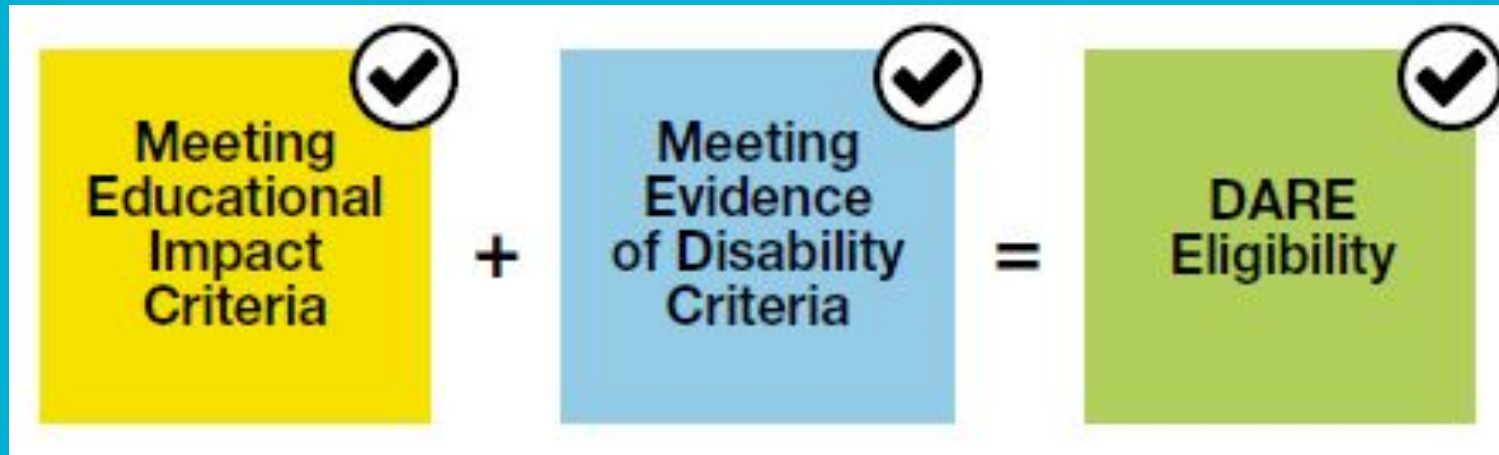 Meeting
Educational
Impact
Criteria
+
Meeting
Evidence
of Disability
Criteria
=
DARE
Eligibility